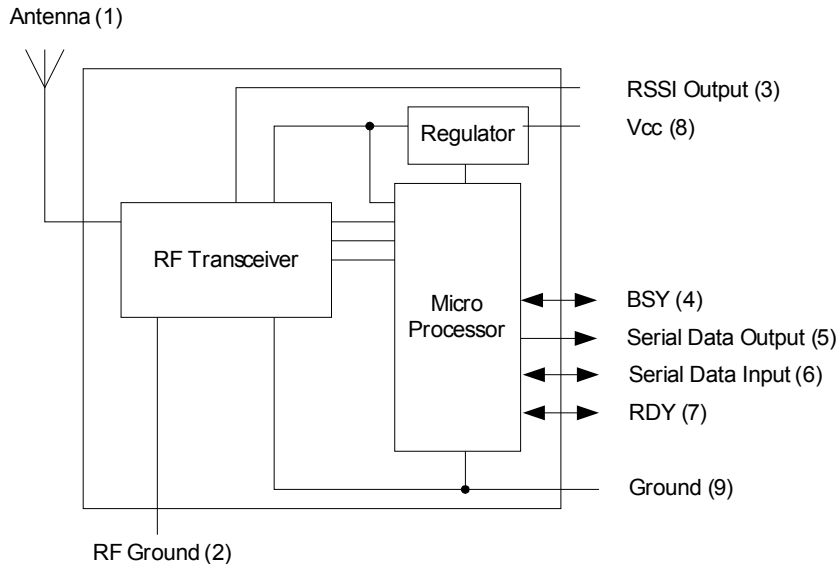 Antenna (1)
RSSI Output (3)
Vcc (8)
Regulator
RF Transceiver
Micro
Processor
BSY (4)
Serial Data Output (5)
Serial Data Input (6)
RDY (7)
Ground (9)
RF Ground (2)